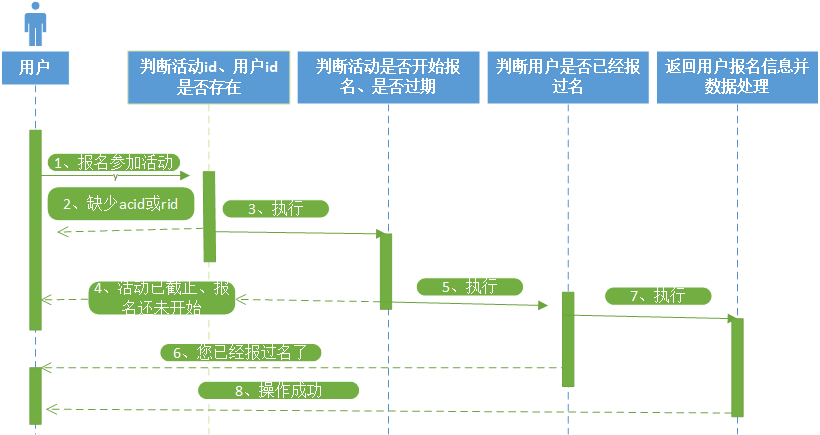 用户
判断活动id、用户id
是否存在
判断活动是否开始报
名、是否过期
判断用户是否已经报
过名
返回用户报名信息并
数据处理
1、报名参加活动
2、缺少acid或rid
3、执行
4、活动已截止、报
名还未开始
5、执行
7、执行
6、您已经报过名了
8、操作成功